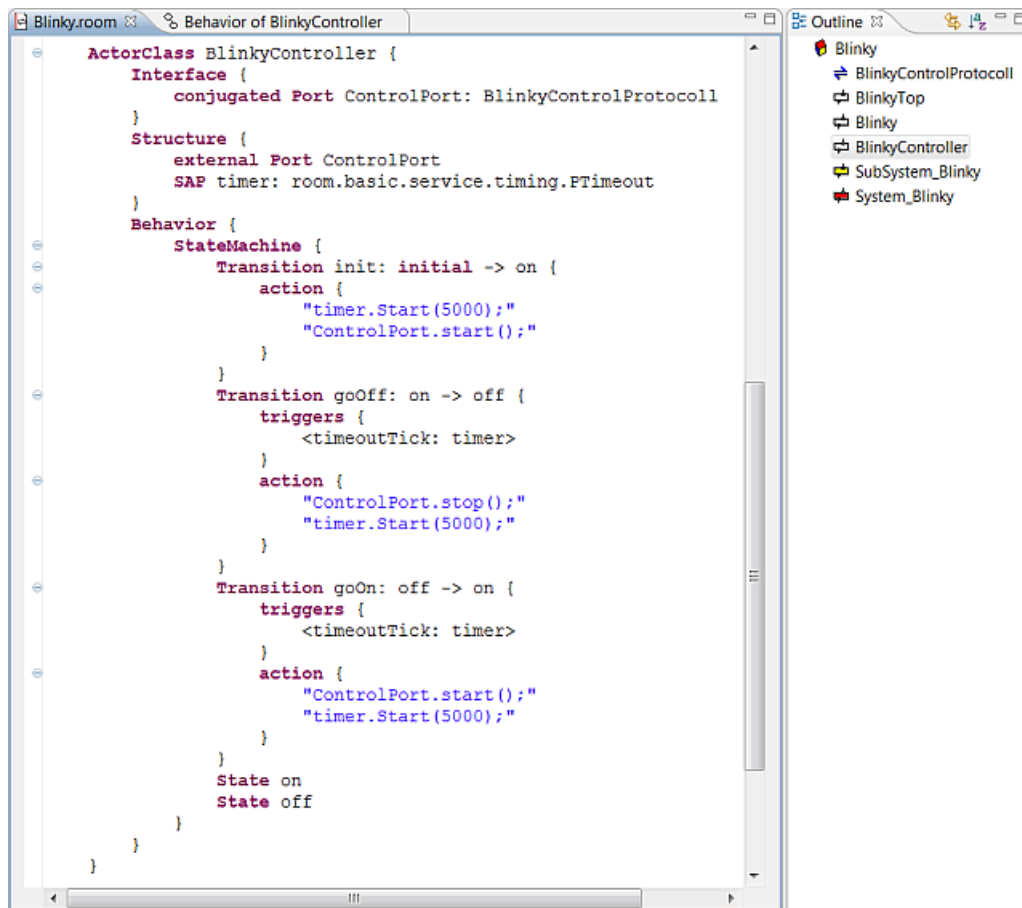 Blinky.room
Behavior of BlinkyController
ActorClass BlinkyController {
Interface {
conjugated Port ControlPort: BlinkyControlProtocoll
}
Structure {
external Port ControlPort
SAP timer: room.basic.service.timing.PTimeout
}
Behavior {
StateMachine {
Transition init: initial -> on {
action {
"timer.Start(5000);"
"ControlPort.start();"
}
}
Transition goOff: on -> off {
triggers {
<timeoutTick: timer>
}
action {
"ControlPort.stop();"
"timer.Start(5000);"
}
}
Transition goOn: off -> on {
triggers {
<timeoutTick: timer>
}
action {
"ControlPort.start();"
"timer.Start(5000);"
}
}
State on
State off
}
}
}
Outline
Blinky
BlinkyControlProtocoll
BlinkyTop
Blinky
BlinkyController
SubSystem_Blinky
System_Blinky